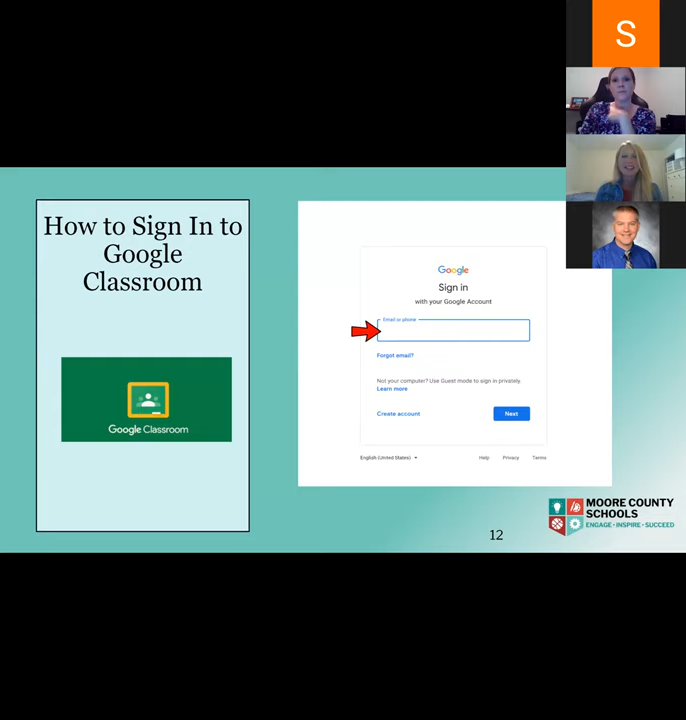 S
How to Sign In to
Google
Classroom
Google Classroom
Google
Sign in
with your Google Account
Email or phone
Forgot email?
Not your computer? Use Guest mode to sign in privately.
Learn more
Create account
Next
English (United States)
Help
Privacy
Terms
MOORE COUNTY
SCHOOLS
ENGAGE • INSPIRE • SUCCEED
12